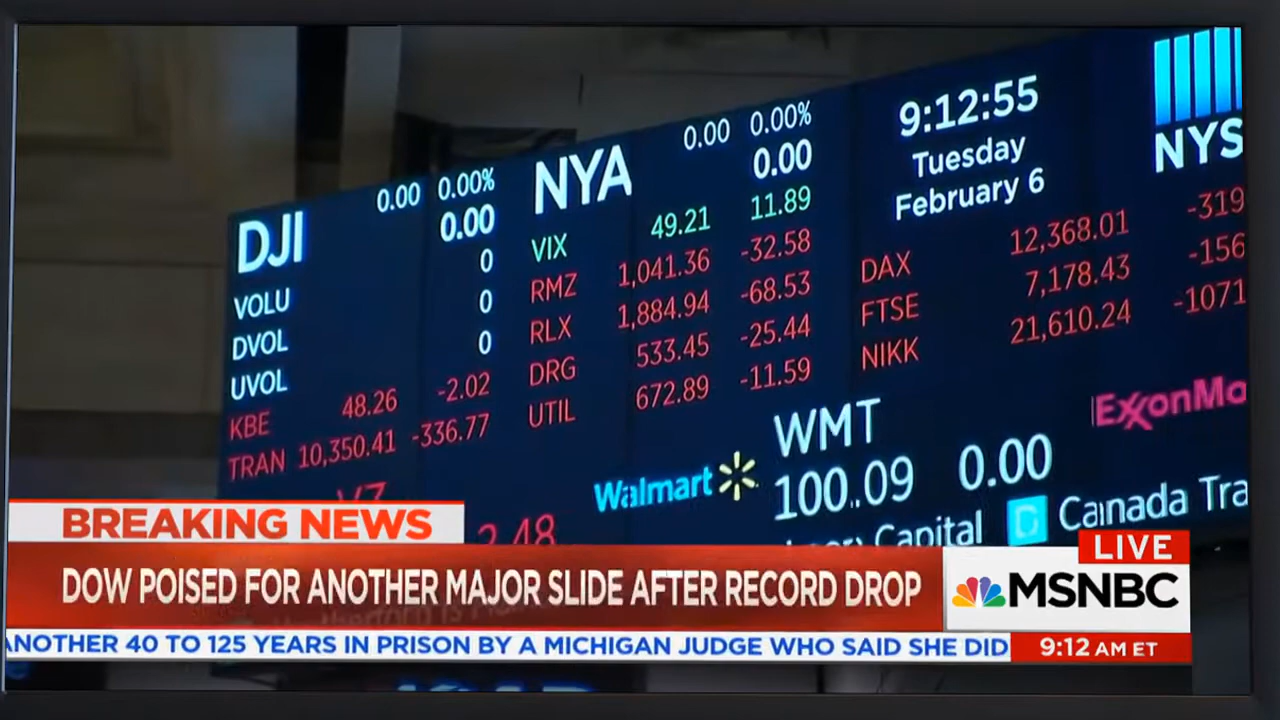 DJI 0.00 0.00%
0.00
VOLU 0
DVOL 0
UVOL 0
KBE 48.26 -2.02
TRAN 10,350.41 -336.77
VZ
2.48
NYA 0.00 0.00%
0.00
VIX 49.21 11.89
RMZ 1,041.36 -32.58
RLX 1,884.94 -68.53
DRG 533.45 -25.44
UTIL 672.89 -11.59
9:12:55
Tuesday
February 6
NYS
DAX 12,368.01 -319
FTSE 7,178.43 -156
NIKK 21,610.24 -1071
Walmart
WMT
100.09 0.00
ExxonMo
Capital
Canada Tra
BREAKING NEWS
DOW POISED FOR ANOTHER MAJOR SLIDE AFTER RECORD DROP
LIVE
MSNBC
ANOTHER 40 TO 125 YEARS IN PRISON BY A MICHIGAN JUDGE WHO SAID SHE DID
9:12 AM ET